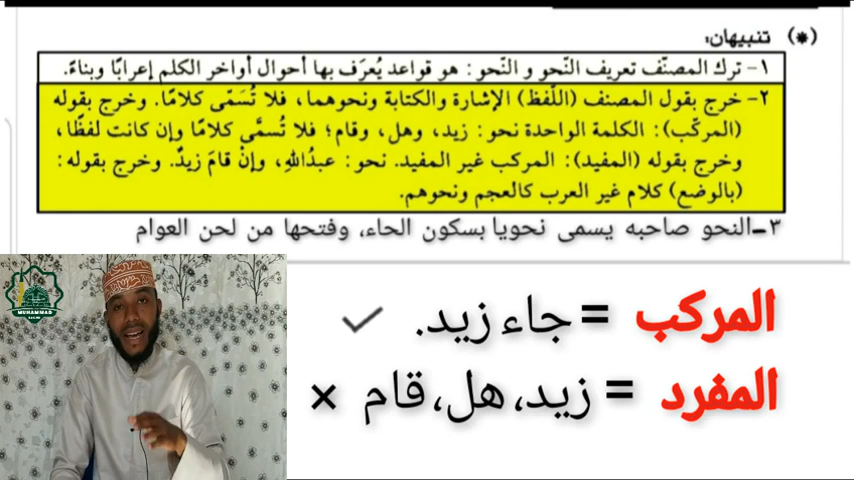 (*) تنبيهان:
١- ترك المصنّف تعريف النّحو و النّحو: هو قواعد يُعرَف بها أحوال أواخر الكلم إعرابًا وبناءً.
٢- خرج بقول المصنف (اللّفظ) الإشارة والكتابة ونحوهما، فلا تُسَمّى كلامًا. وخرج بقوله
(المركّب): الكلمة الواحدة نحو: زيد، وهل، وقام؛ فلا تُسمَّى كلامًا وإن كانت لفظًا،
وخرج بقوله (المفيد): المركب غير المفيد. نحو: عبدُاللهِ، وإنْ قامَ زيدٌ. وخرج بقوله:
(بالوضع) كلام غير العرب كالعجم ونحوهم.
٣-النحو صاحبه يسمى نحويا بسكون الحاء، وفتحها من لحن العوام
المركب = جاء زيد. ✓
المفرد = زيد، هل، قام ×
MUHAMMAD